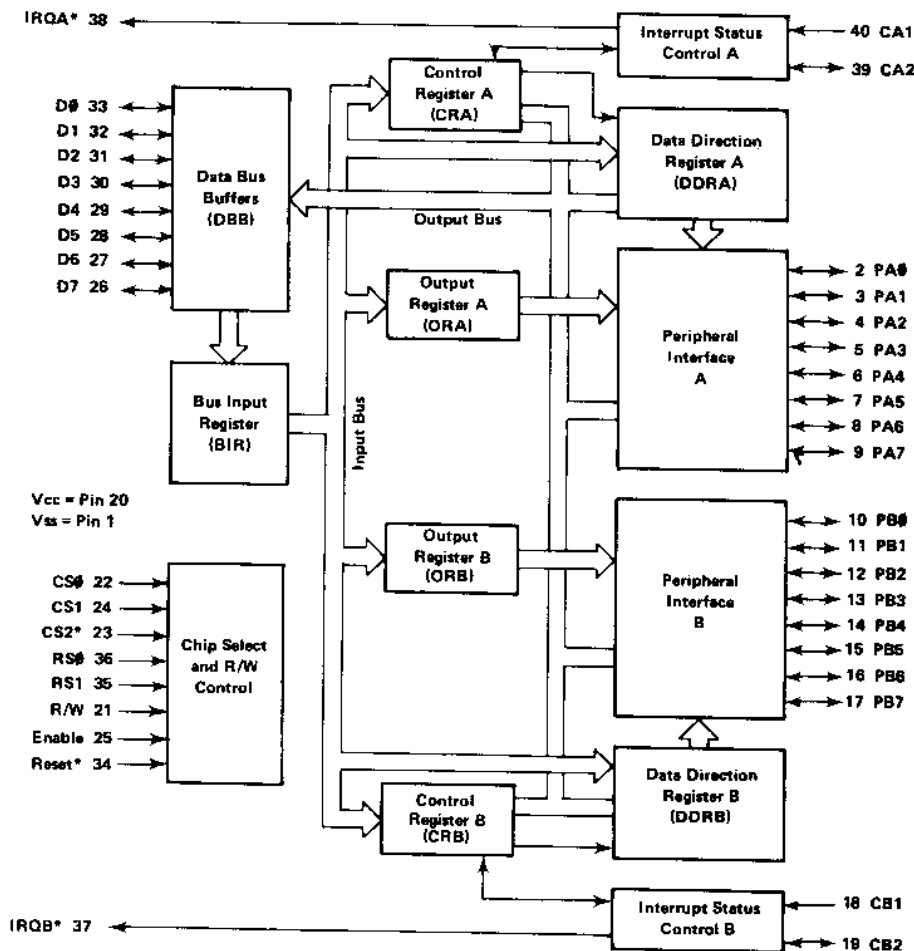 IRQA* 38
Interrupt Status
Control A
40 CA1
39 CA2
Control
Register A
(CRA)
D0 33
D1 32
D2 31
D3 30
D4 29
D5 28
D6 27
D7 26
Data Bus
Buffers
(DBB)
Data Direction
Register A
(DDRA)
Output Bus
Output
Register A
(ORA)
Peripheral
Interface
A
2 PA0
3 PA1
4 PA2
5 PA3
6 PA4
7 PA5
8 PA6
9 PA7
Bus Input
Register
(BIR)
Input Bus
Vcc = Pin 20
Vss = Pin 1
Output
Register B
(ORB)
Peripheral
Interface
B
10 PB0
11 PB1
12 PB2
13 PB3
14 PB4
15 PB5
16 PB6
17 PB7
CS0 22
CS1 24
CS2* 23
RS0 36
RS1 35
R/W 21
Enable 25
Reset* 34
Chip Select
and R/W
Control
Control
Register B
(CRB)
Data Direction
Register B
(DDRB)
IRQB* 37
Interrupt Status
Control B
18 CB1
19 CB2